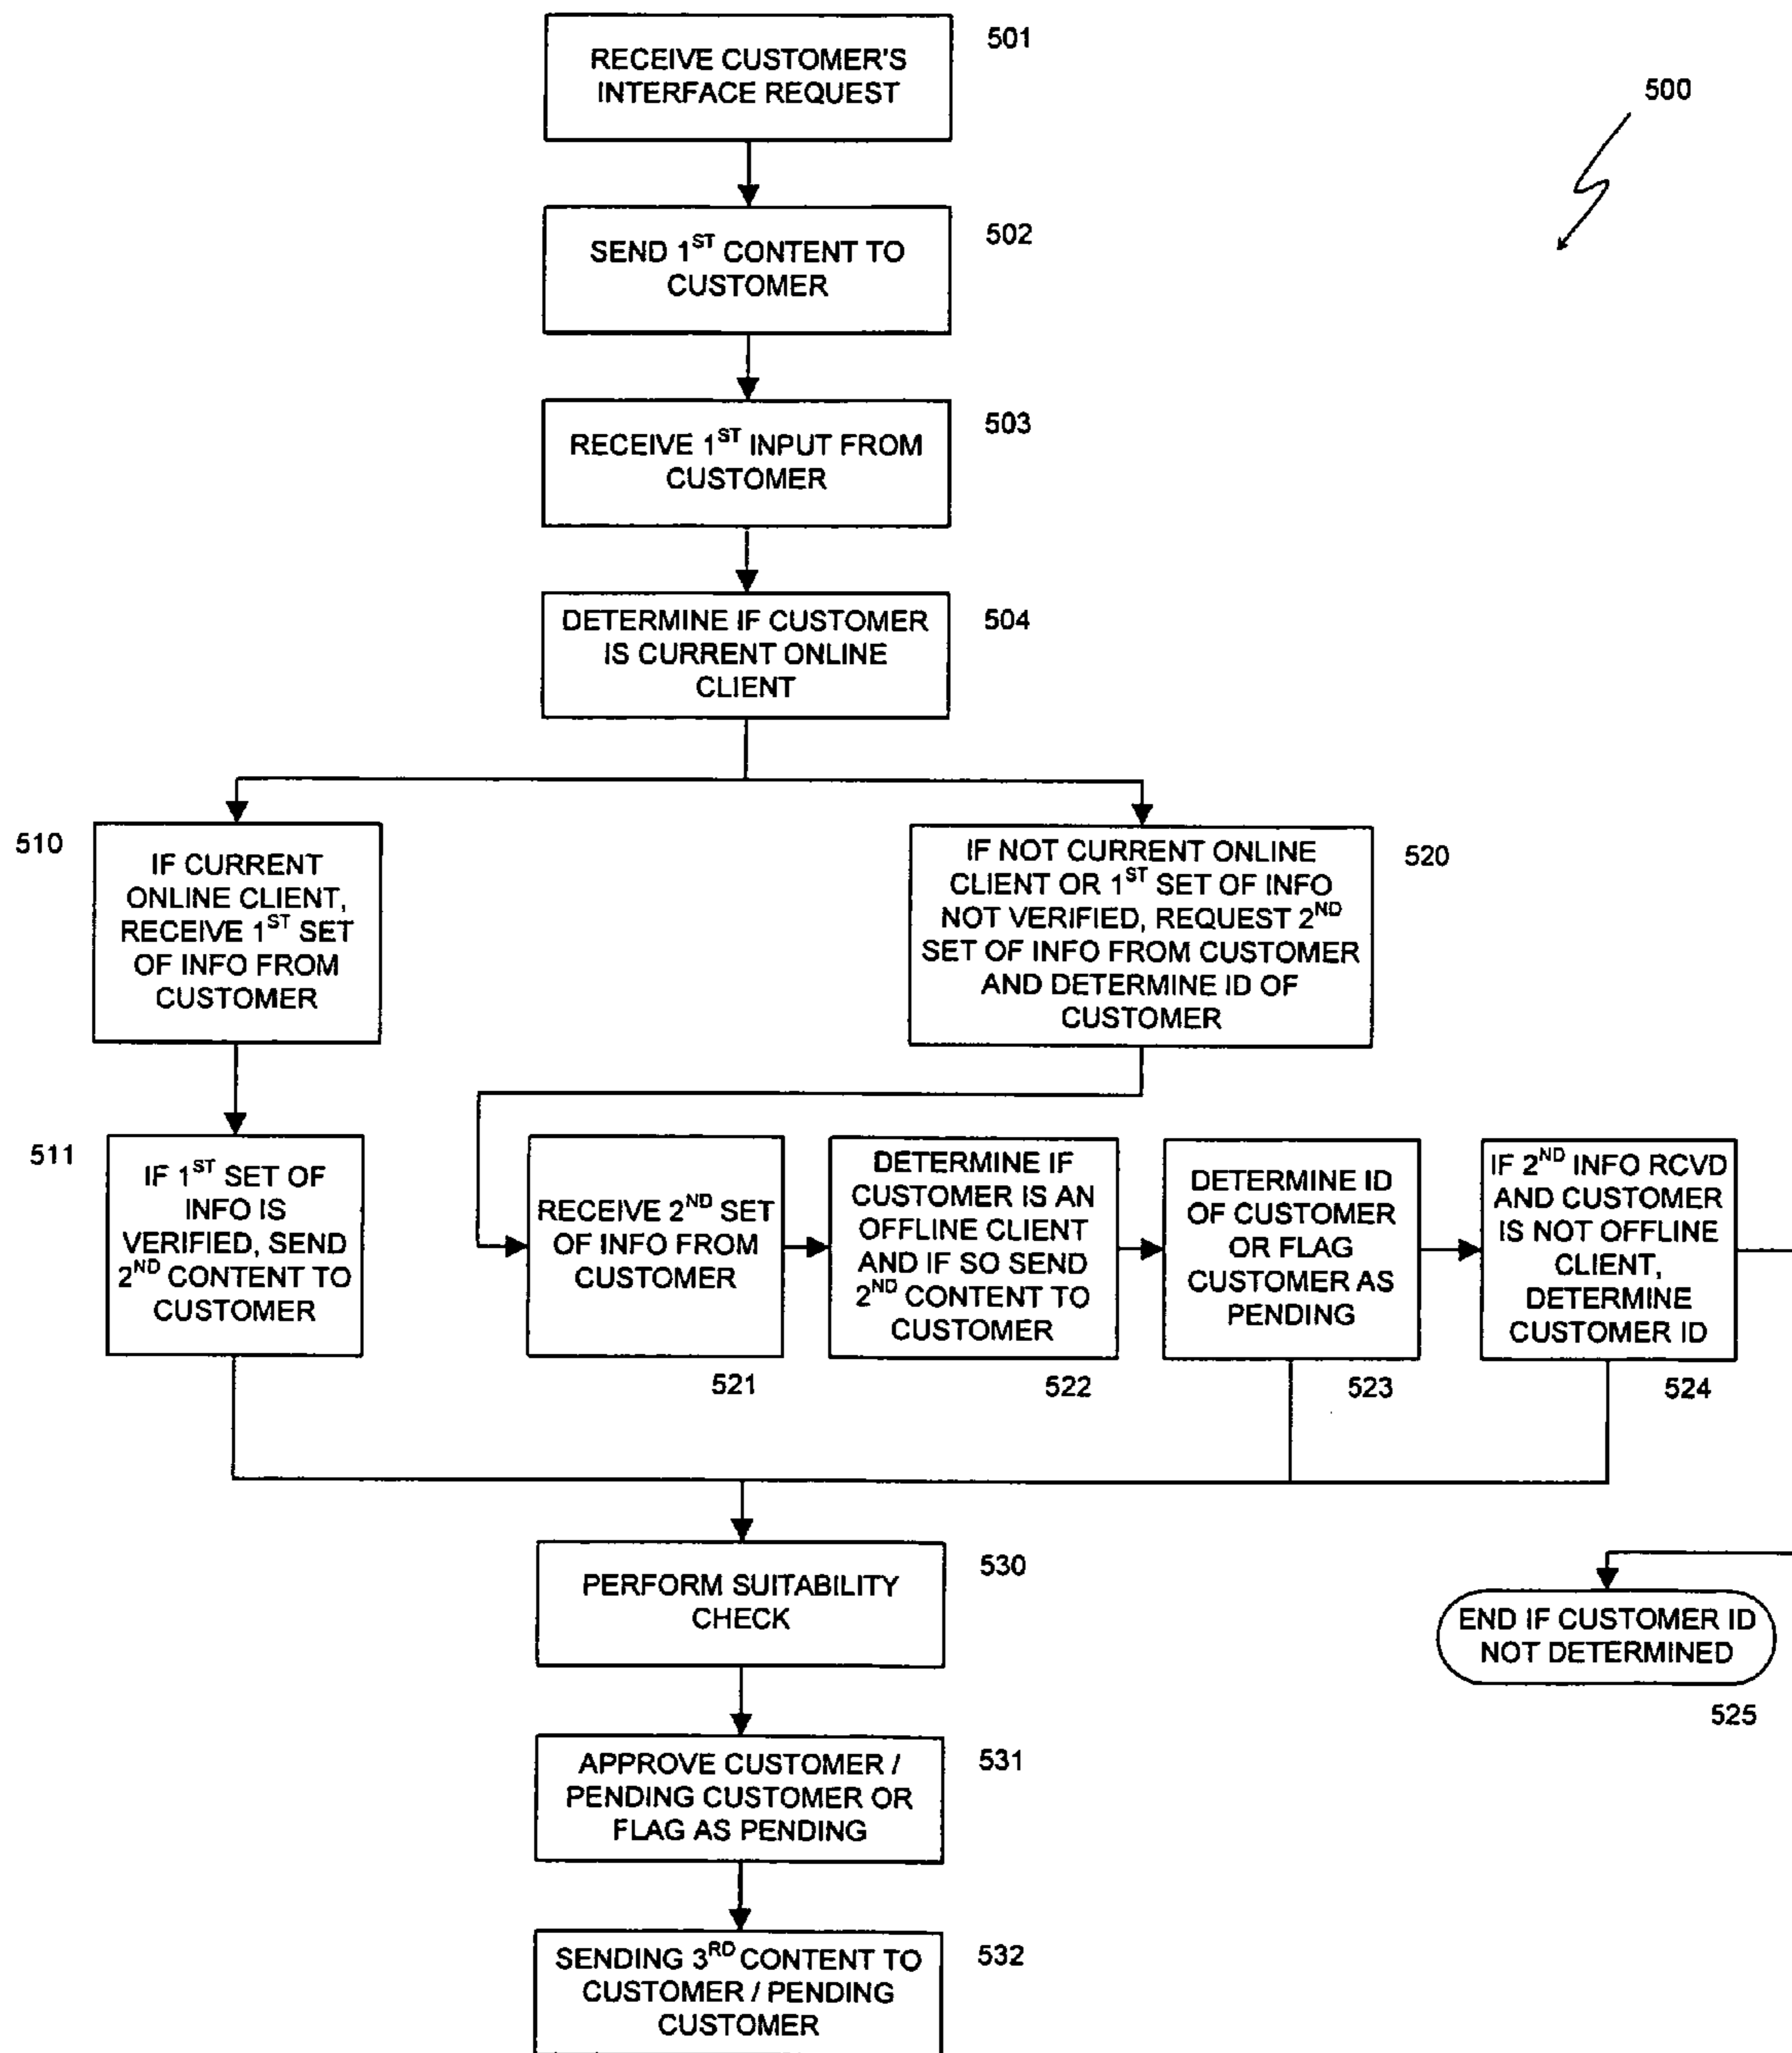 RECEIVE CUSTOMER'S
INTERFACE REQUEST
501
500
SEND 1ST CONTENT TO
CUSTOMER
502
RECEIVE 1ST INPUT FROM
CUSTOMER
503
DETERMINE IF CUSTOMER
IS CURRENT ONLINE
CLIENT
504
510
IF CURRENT
ONLINE CLIENT,
RECEIVE 1ST SET
OF INFO FROM
CUSTOMER
IF NOT CURRENT ONLINE
CLIENT OR 1ST SET OF INFO
NOT VERIFIED, REQUEST 2ND
SET OF INFO FROM CUSTOMER
AND DETERMINE ID OF
CUSTOMER
520
511
IF 1ST SET OF
INFO IS
VERIFIED, SEND
2ND CONTENT TO
CUSTOMER
RECEIVE 2ND SET
OF INFO FROM
CUSTOMER
521
DETERMINE IF
CUSTOMER IS AN
OFFLINE CLIENT
AND IF SO SEND
2ND CONTENT TO
CUSTOMER
522
DETERMINE ID
OF CUSTOMER
OR FLAG
CUSTOMER AS
PENDING
523
IF 2ND INFO RCVD
AND CUSTOMER
IS NOT OFFLINE
CLIENT,
DETERMINE
CUSTOMER ID
524
PERFORM SUITABILITY
CHECK
530
END IF CUSTOMER ID
NOT DETERMINED
525
APPROVE CUSTOMER /
PENDING CUSTOMER OR
FLAG AS PENDING
531
SENDING 3RD CONTENT TO
CUSTOMER / PENDING
CUSTOMER
532